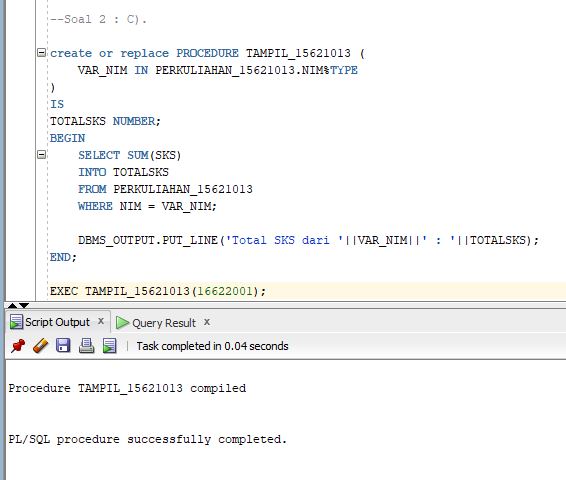 --Soal 2 : C).
create or replace PROCEDURE TAMPIL_15621013 (
VAR_NIM IN PERKULIAHAN_15621013.NIM%TYPE
)
IS
TOTALSKS NUMBER;
BEGIN
SELECT SUM(SKS)
INTO TOTALSKS
FROM PERKULIAHAN_15621013
WHERE NIM = VAR_NIM;
DBMS_OUTPUT.PUT_LINE('Total SKS dari '||VAR_NIM||' : '||TOTALSKS);
END;
EXEC TAMPIL_15621013(16622001);
Script Output x Query Result x
Task completed in 0.04 seconds
Procedure TAMPIL_15621013 compiled
PL/SQL procedure successfully completed.